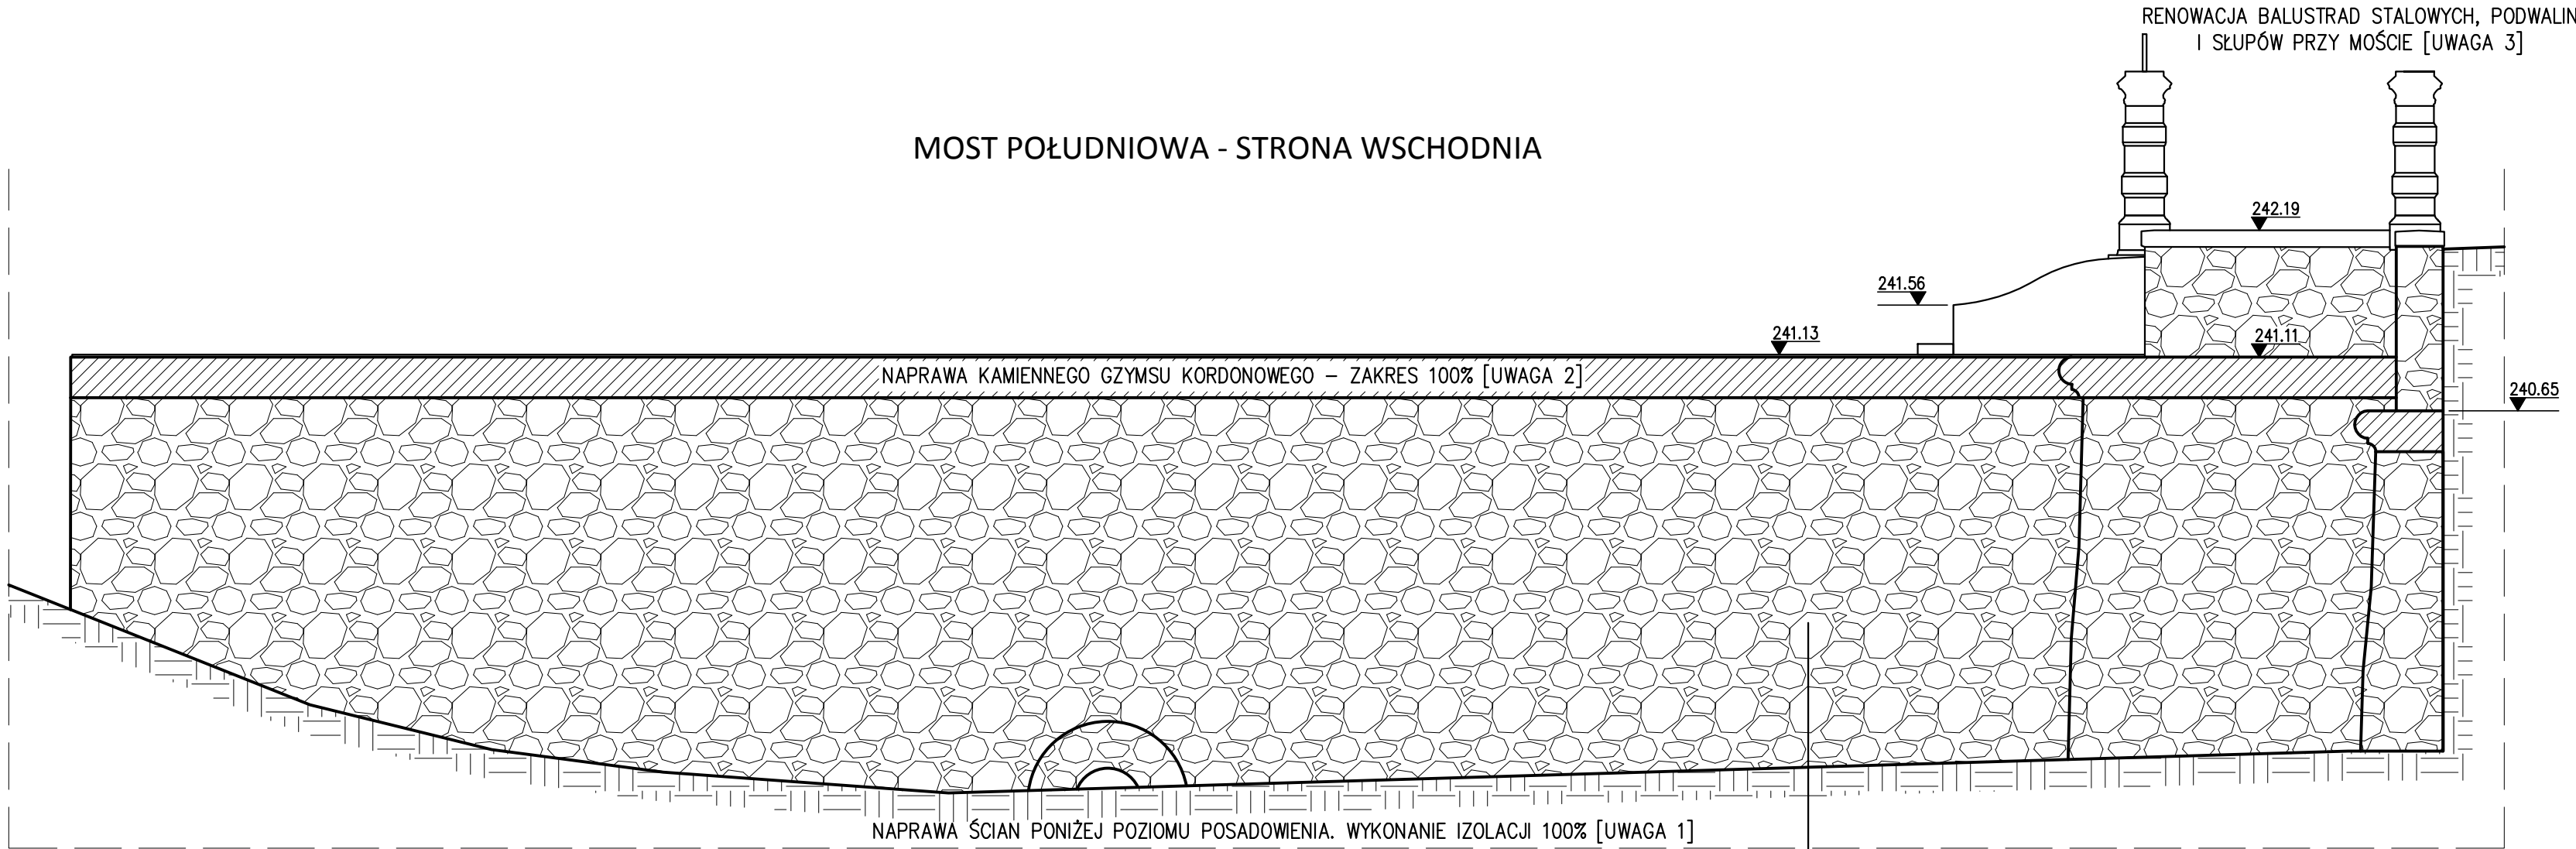 RENOWACJA BALUSTRAD STALOWYCH, PODWALIN
I SŁUPÓW PRZY MOŚCIE [UWAGA 3]
MOST POŁUDNIOWA - STRONA WSCHODNIA
242.19
241.56
241.13
241.11
NAPRAWA KAMIENNEGO GZYMSU KORDONOWEGO – ZAKRES 100% [UWAGA 2]
240.65
NAPRAWA ŚCIAN PONIŻEJ POZIOMU POSADOWIENIA. WYKONANIE IZOLACJI 100% [UWAGA 1]